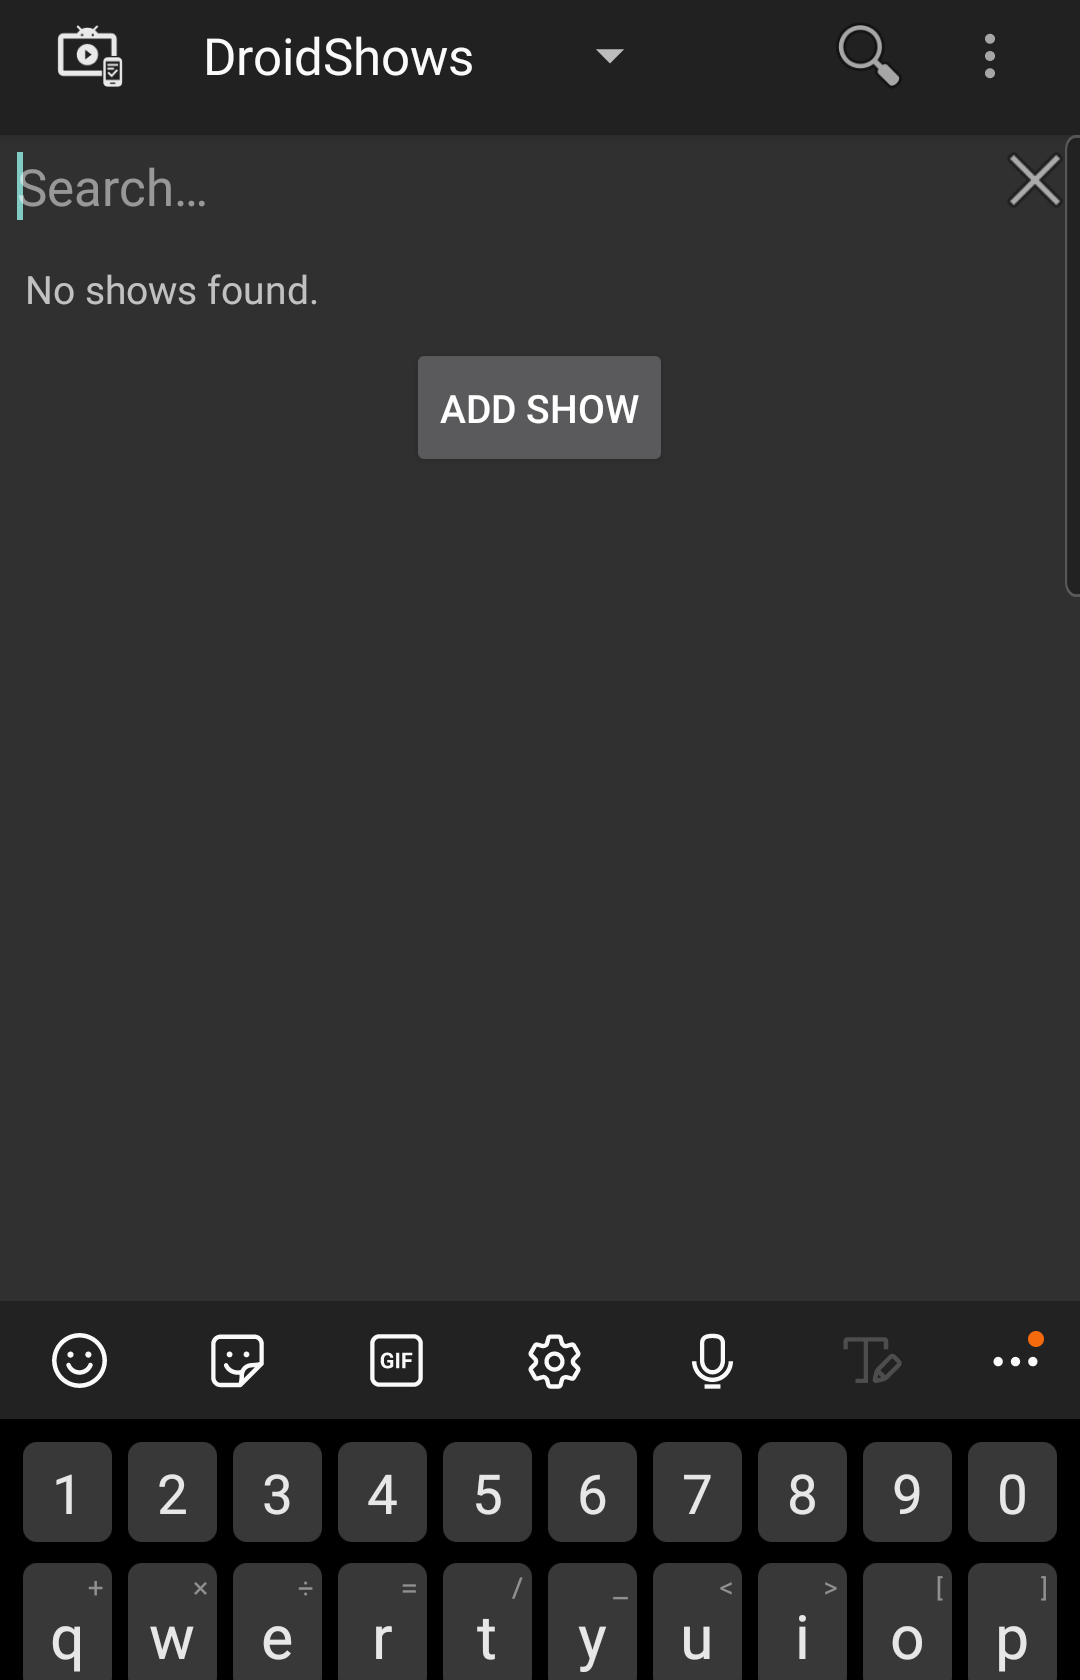 DroidShows
Search...
No shows found.
ADD SHOW
GIF
1 2 3 4 5 6 7 8 9 0
+ × ÷ = / _ < > [ ]
q w e r t y u i o p